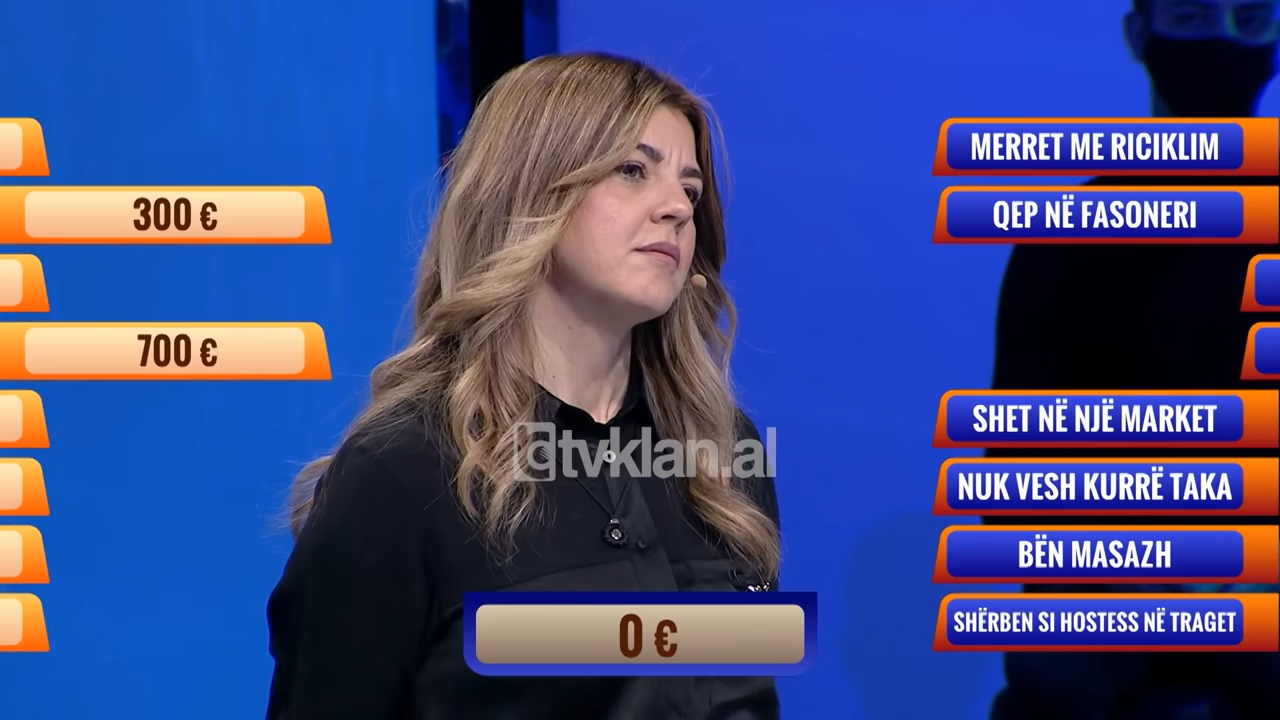 300 €
700 €
MERRET ME RICIKLIM
QEP NË FASONERI
SHET NË NJË MARKET
NUK VESH KURRË TAKA
BËN MASAZH
SHËRBEN SI HOSTESS NË TRAGET
tvklan.al
0 €